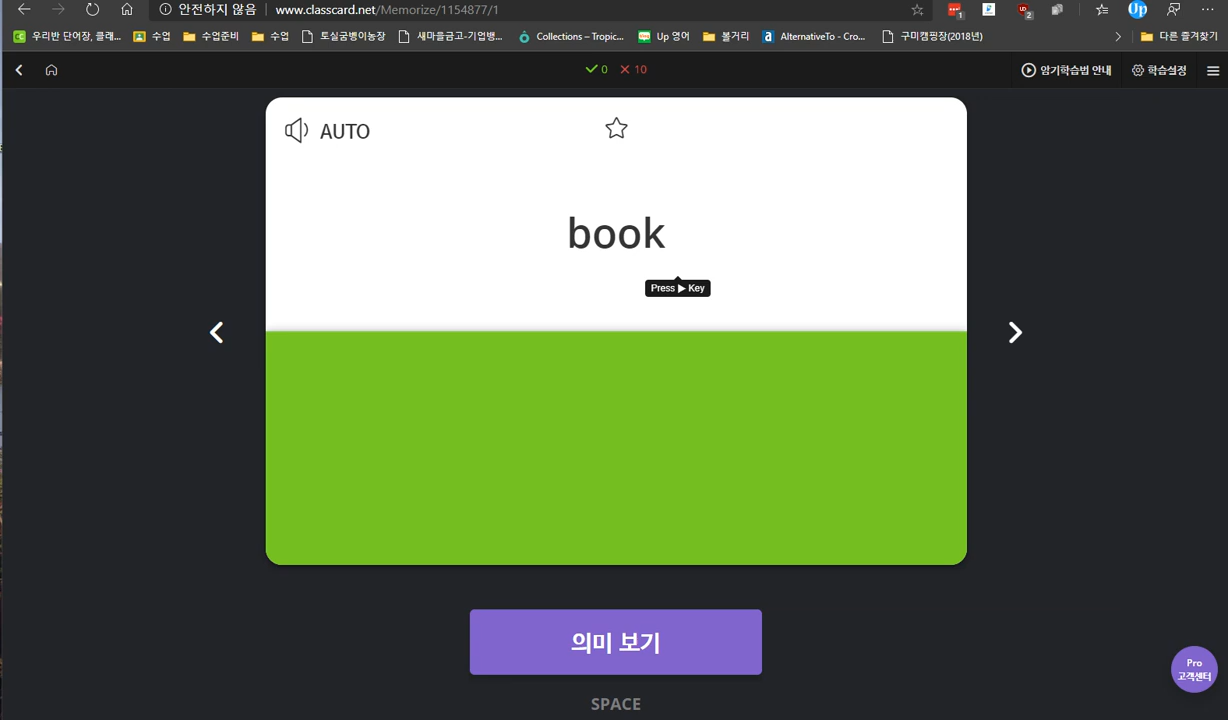 안전하지 않음 www.classcard.net/Memorize/1154877/1
우리반 단어장, 클래... 수업 수업준비 수업 토실굼벵이농장 새마을금고-기업뱅... Collections – Tropic... Up 영어 볼거리 AlternativeTo - Cro... 구미캠핑장(2018년) 다른 즐겨찾기
0 10 암기학습법 안내 학습설정
AUTO
book
Press ▶ Key
의미 보기
SPACE
Pro
고객센터